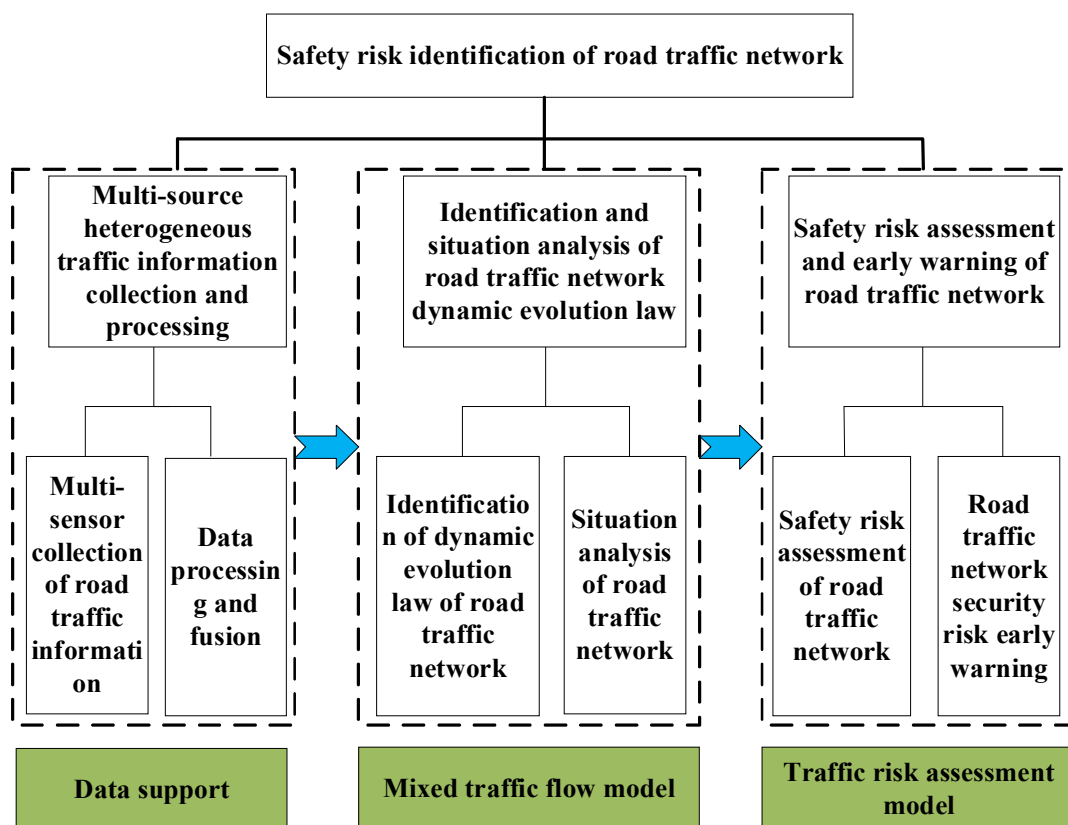 Safety risk identification of road traffic network
Multi-source
heterogeneous
traffic information
collection and
processing
Identification and
situation analysis of
road traffic network
dynamic evolution law
Safety risk assessment
and early warning of
road traffic network
Multi-
sensor
collection
of road
traffic
informati
on
Data
processin
g and
fusion
Identificatio
n of dynamic
evolution
law of road
traffic
network
Situation
analysis
of road
traffic
network
Safety risk
assessment
of road
traffic
network
Road
traffic
network
security
risk early
warning
Data support
Mixed traffic flow model
Traffic risk assessment
model